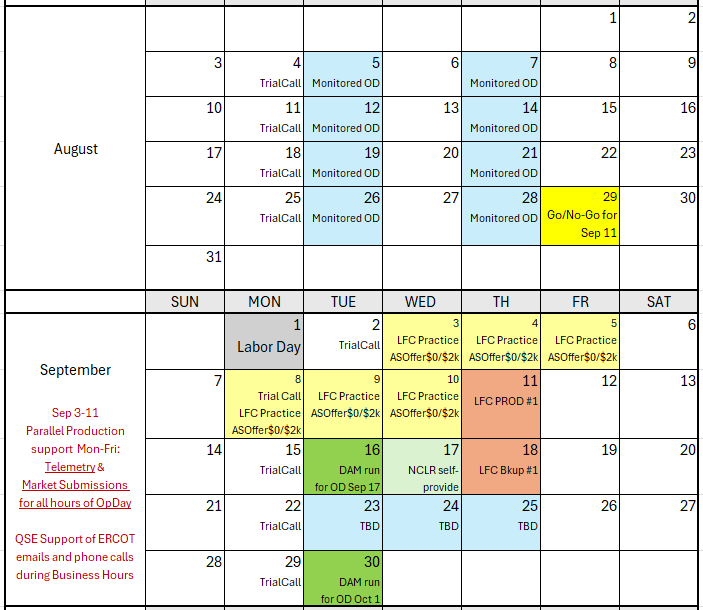 August
1 2
3 4 5 6 7 8 9
TrialCall Monitored OD Monitored OD
10 11 12 13 14 15 16
TrialCall Monitored OD Monitored OD
17 18 19 20 21 22 23
TrialCall Monitored OD Monitored OD
24 25 26 27 28 29 30
TrialCall Monitored OD Monitored OD Go/No-Go for
Sep 11
31
SUN MON TUE WED TH FR SAT
September
Sep 3-11
Parallel Production
support Mon-Fri:
Telemetry &
Market Submissions
for all hours of OpDay
QSE Support of ERCOT
emails and phone calls
during Business Hours
1 2 3 4 5 6
Labor Day TrialCall LFC Practice LFC Practice LFC Practice
ASOffer$0/$2k ASOffer$0/$2k ASOffer$0/$2k
7 8 9 10 11 12 13
Trial Call LFC Practice LFC Practice LFC PROD #1
LFC Practice ASOffer$0/$2k ASOffer$0/$2k
ASOffer$0/$2k
14 15 16 17 18 19 20
TrialCall DAM run NCLR self- LFC Bkup #1
for OD Sep 17 provide
21 22 23 24 25 26 27
TrialCall TBD TBD TBD
28 29 30
TrialCall DAM run
for OD Oct 1